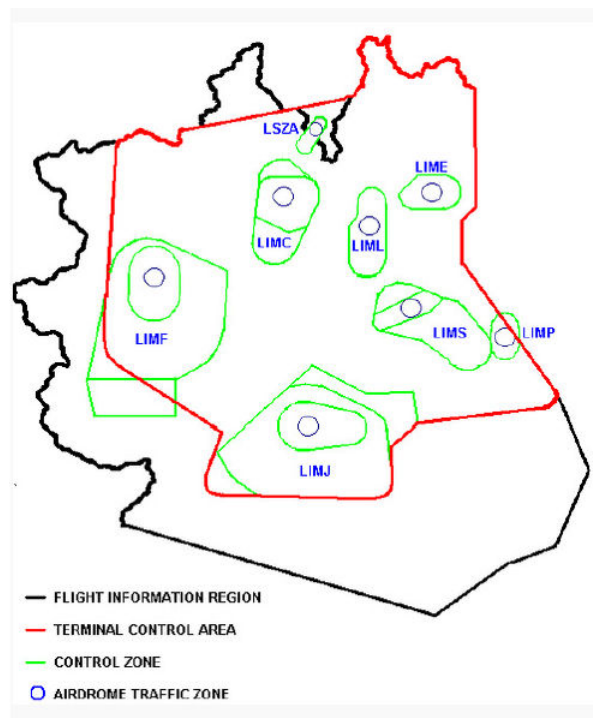 LSZA
LIME
LIMC
LIML
LIMF
LIMS
LIMP
LIMJ
FLIGHT INFORMATION REGION
TERMINAL CONTROL AREA
CONTROL ZONE
AIRDROME TRAFFIC ZONE